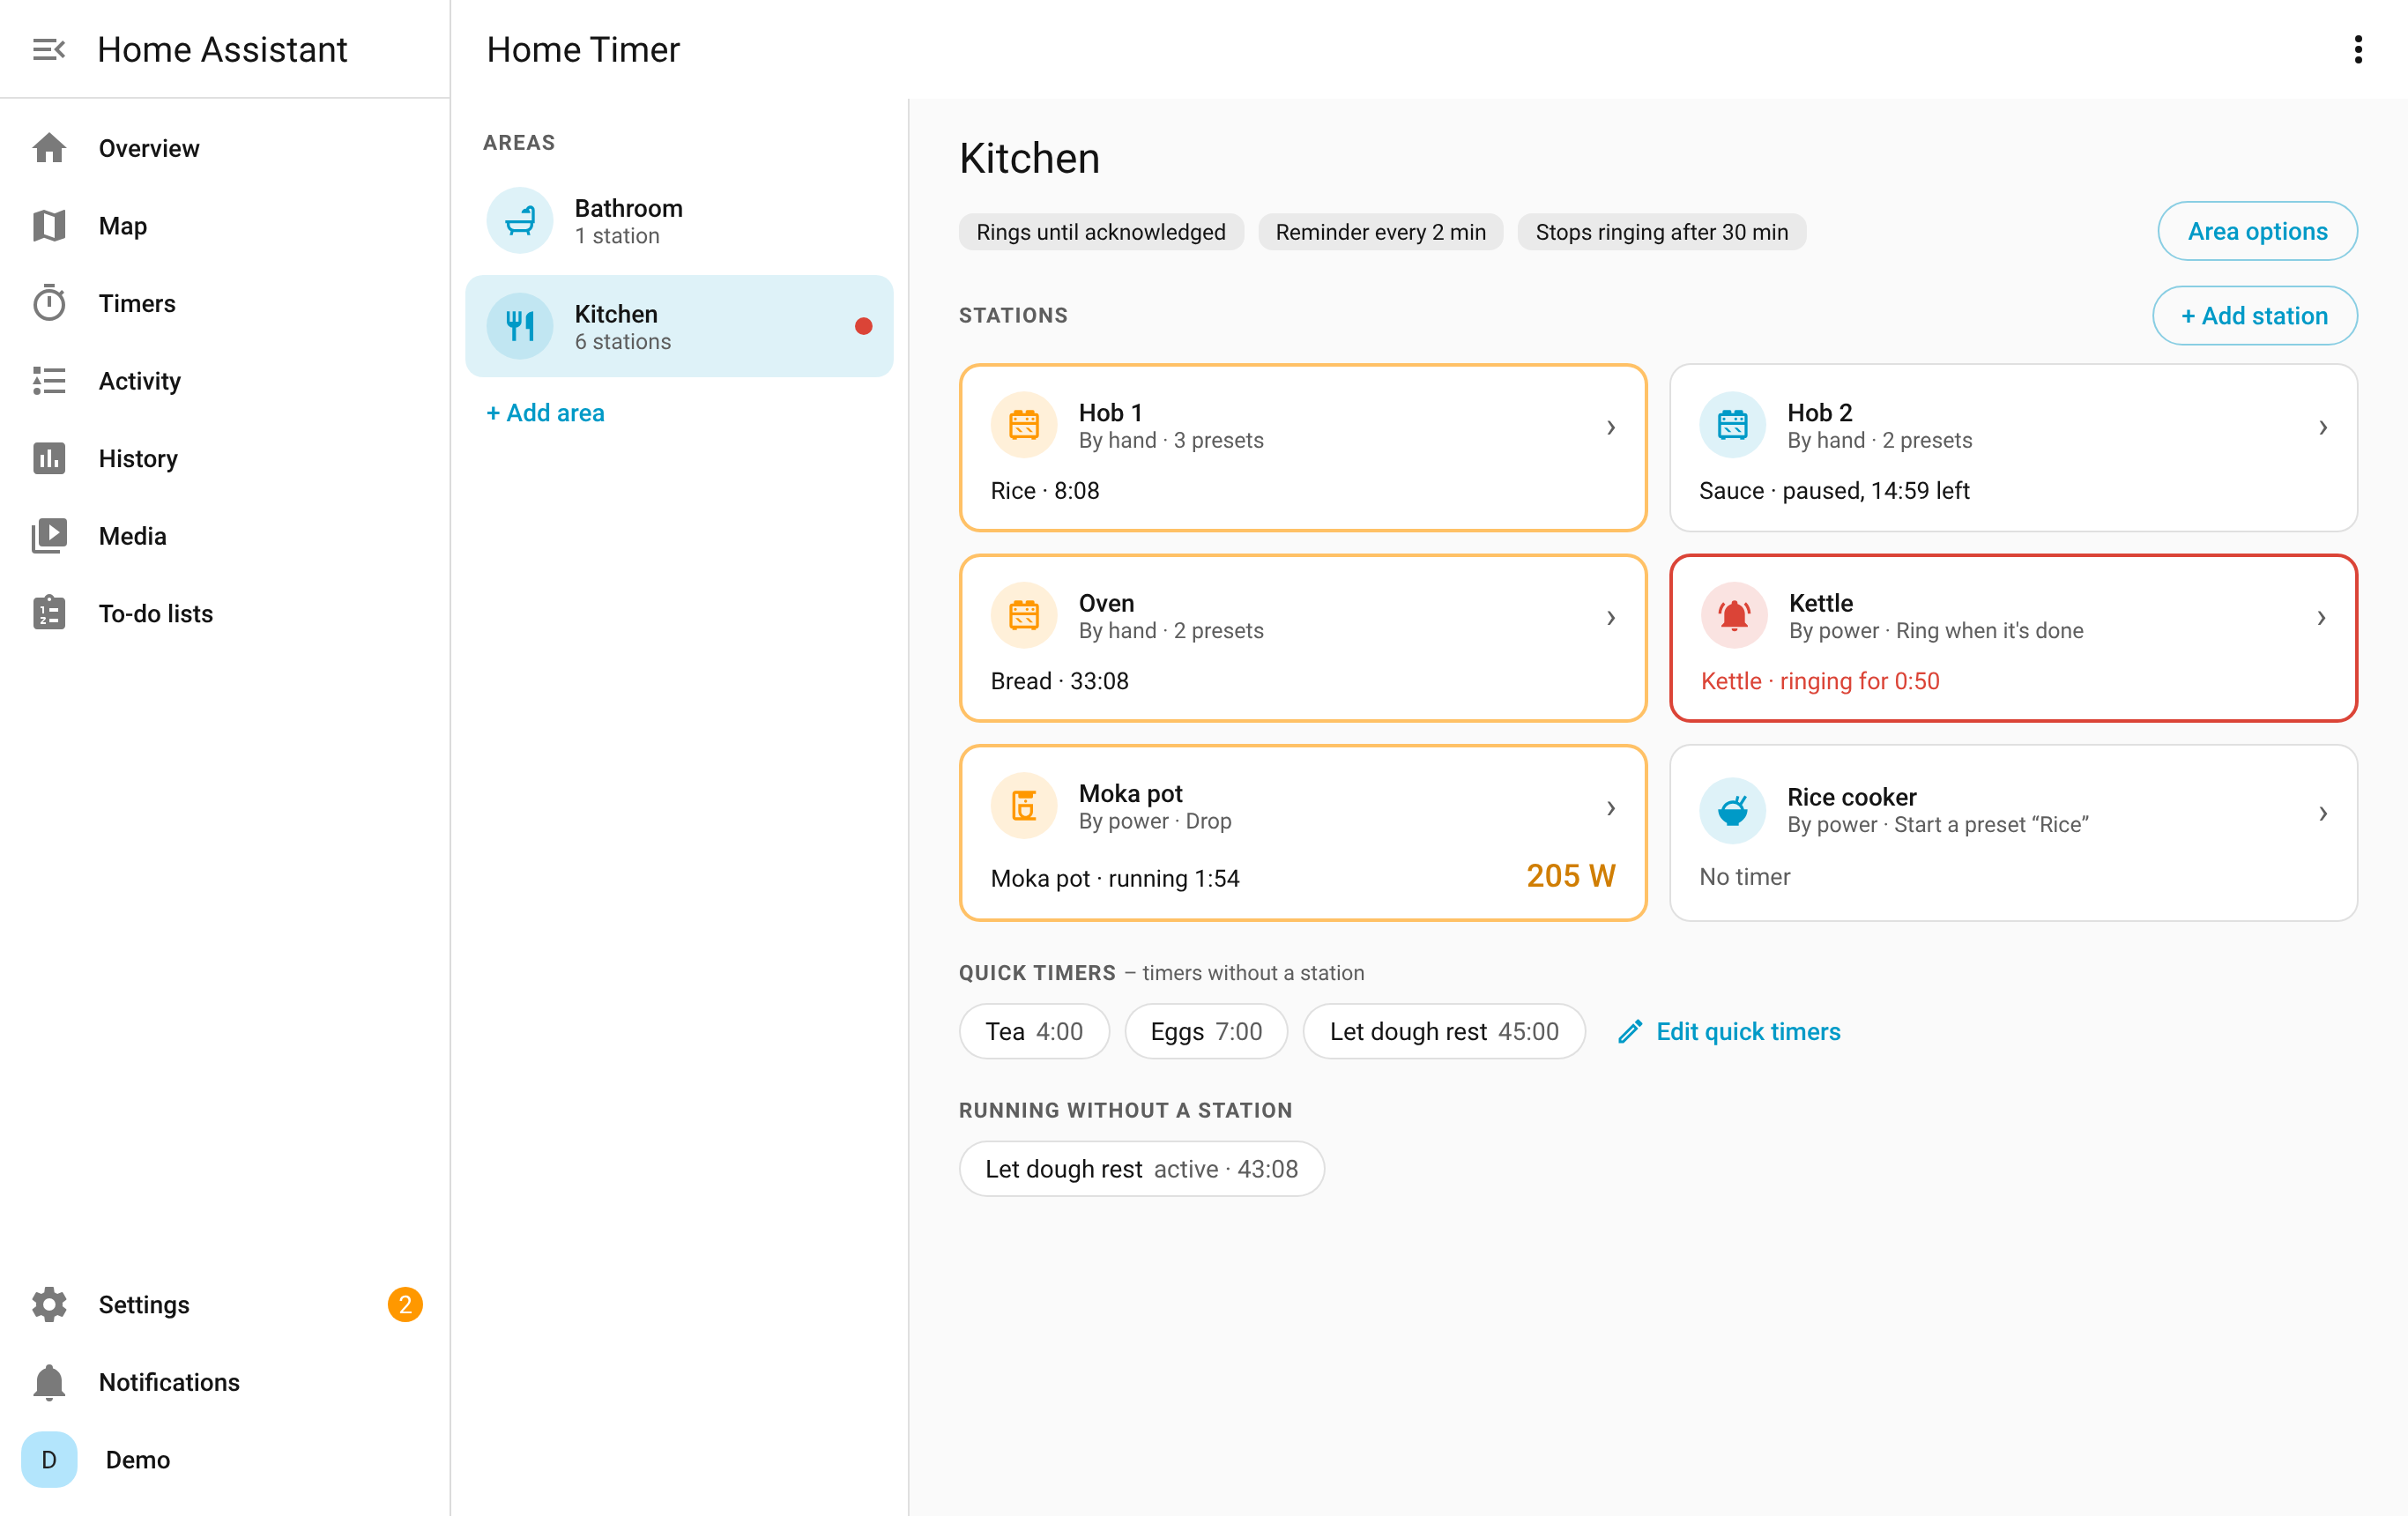 Home Assistant
Overview
Map
Timers
Activity
History
Media
To-do lists
Settings 2
Notifications
D Demo
Home Timer
AREAS
Bathroom
1 station
Kitchen
6 stations
+ Add area
Kitchen
Rings until acknowledged Reminder every 2 min Stops ringing after 30 min Area options
STATIONS + Add station
Hob 1
By hand · 3 presets
Rice · 8:08
Hob 2
By hand · 2 presets
Sauce · paused, 14:59 left
Oven
By hand · 2 presets
Bread · 33:08
Kettle
By power · Ring when it's done
Kettle · ringing for 0:50
Moka pot
By power · Drop
Moka pot · running 1:54 205 W
Rice cooker
By power · Start a preset “Rice”
No timer
QUICK TIMERS – timers without a station
Tea 4:00 Eggs 7:00 Let dough rest 45:00 Edit quick timers
RUNNING WITHOUT A STATION
Let dough rest active · 43:08